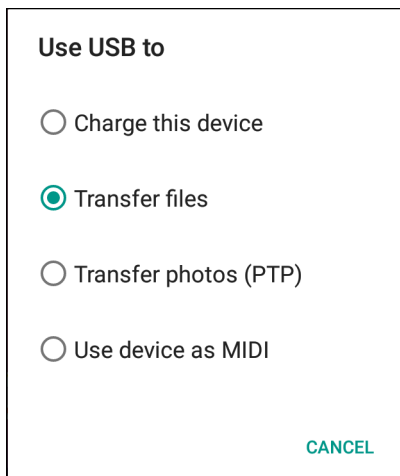 Use USB to
Charge this device
Transfer files
Transfer photos (PTP)
Use device as MIDI
CANCEL